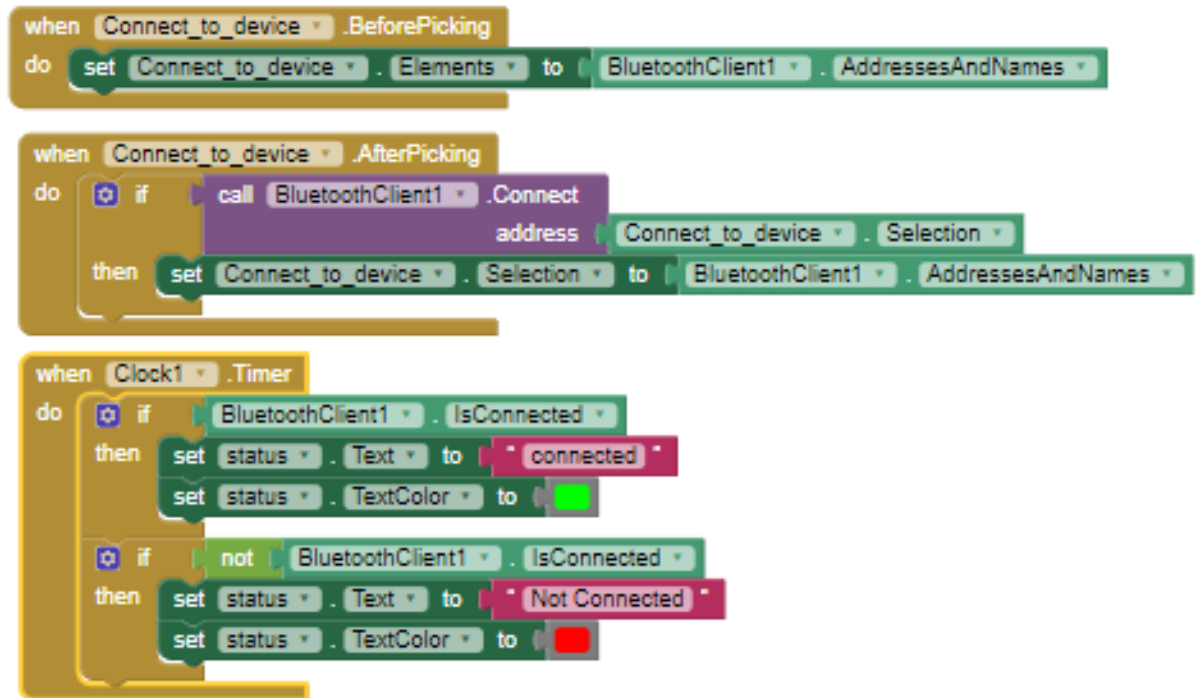 when Connect_to_device .BeforePicking
do set Connect_to_device . Elements to BluetoothClient1 . AddressesAndNames
when Connect_to_device .AfterPicking
do if call BluetoothClient1 .Connect
address Connect_to_device . Selection
then set Connect_to_device . Selection to BluetoothClient1 . AddressesAndNames
when Clock1 .Timer
do if BluetoothClient1 . IsConnected
then set status . Text to " connected "
set status . TextColor to
if not BluetoothClient1 . IsConnected
then set status . Text to " Not Connected "
set status . TextColor to